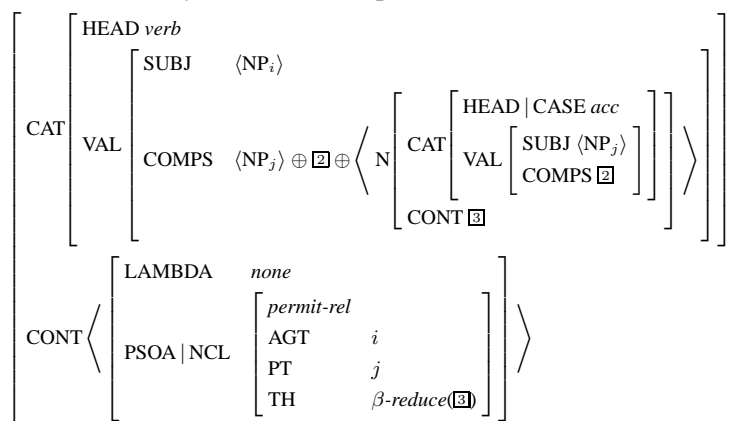 HEAD verb
SUBJ ⟨NP_i⟩
HEAD | CASE acc
CAT VAL COMPS ⟨NP_j⟩ ⊕ [2] ⊕ ⟨ N CAT VAL SUBJ ⟨NP_j⟩
COMPS [2]
CONT [3] ⟩
LAMBDA none
permit-rel
CONT ⟨ PSOA | NCL AGT i ⟩
PT j
TH β-reduce([3])